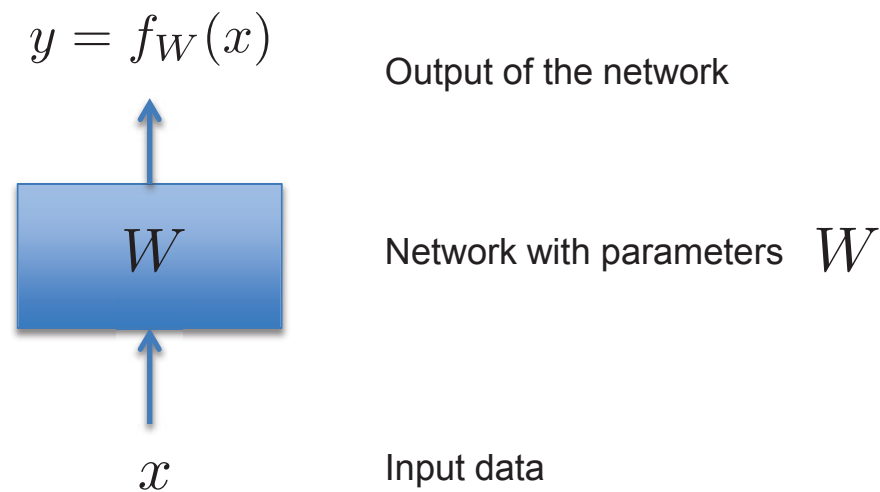 y = f_W(x)
Output of the network
W
Network with parameters W
x
Input data